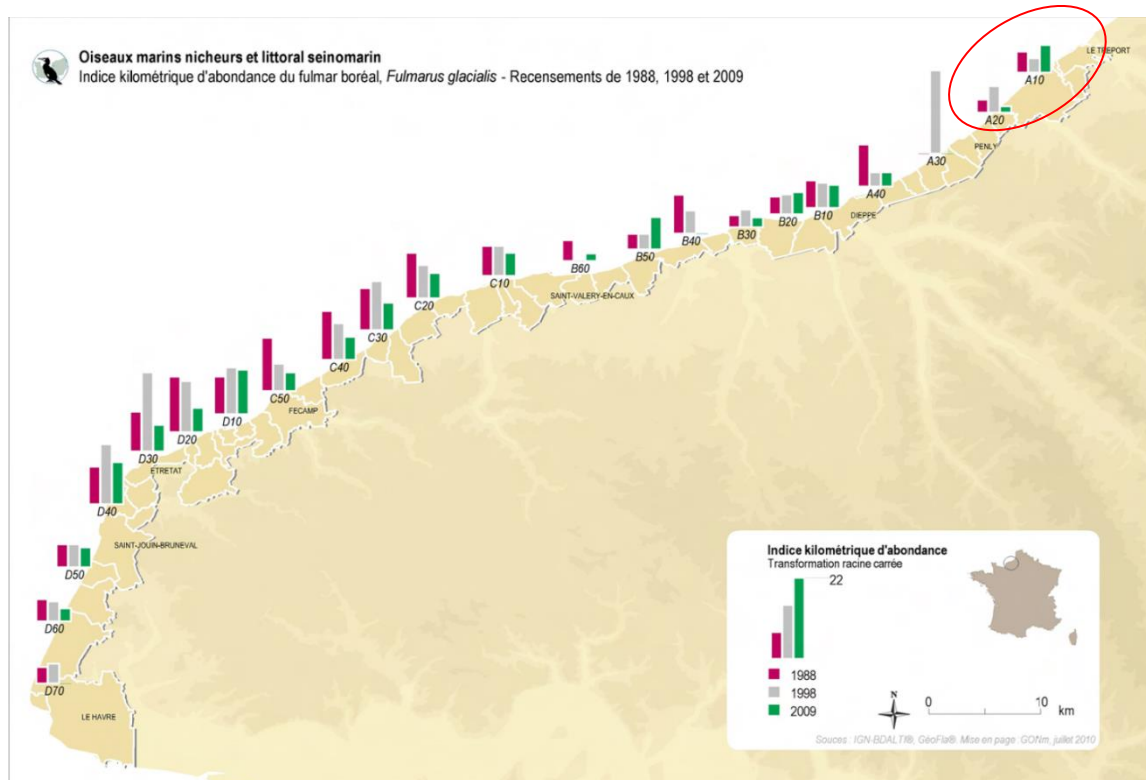 Oiseaux marins nicheurs et littoral seinomarin
Indice kilométrique d'abondance du fulmar boréal, Fulmarus glacialis - Recensements de 1988, 1998 et 2009
LE TREPORT
A10
A20
PENLY
A30
A40
DIEPPE
B10
B20
B30
B40
B50
B60
SAINT-VALERY-EN-CAUX
C10
C20
C30
C40
C50
FECAMP
D10
D20
D30
ETRETAT
D40
SAINT-JOUIN-BRUNEVAL
D50
D60
D70
LE HAVRE
Indice kilométrique d'abondance
Transformation racine carrée
22
1988
1998
2009
N
0 10
km
Souces : IGN-BDALTI®, GéoFla®. Mise en page : GONm, juillet 2010